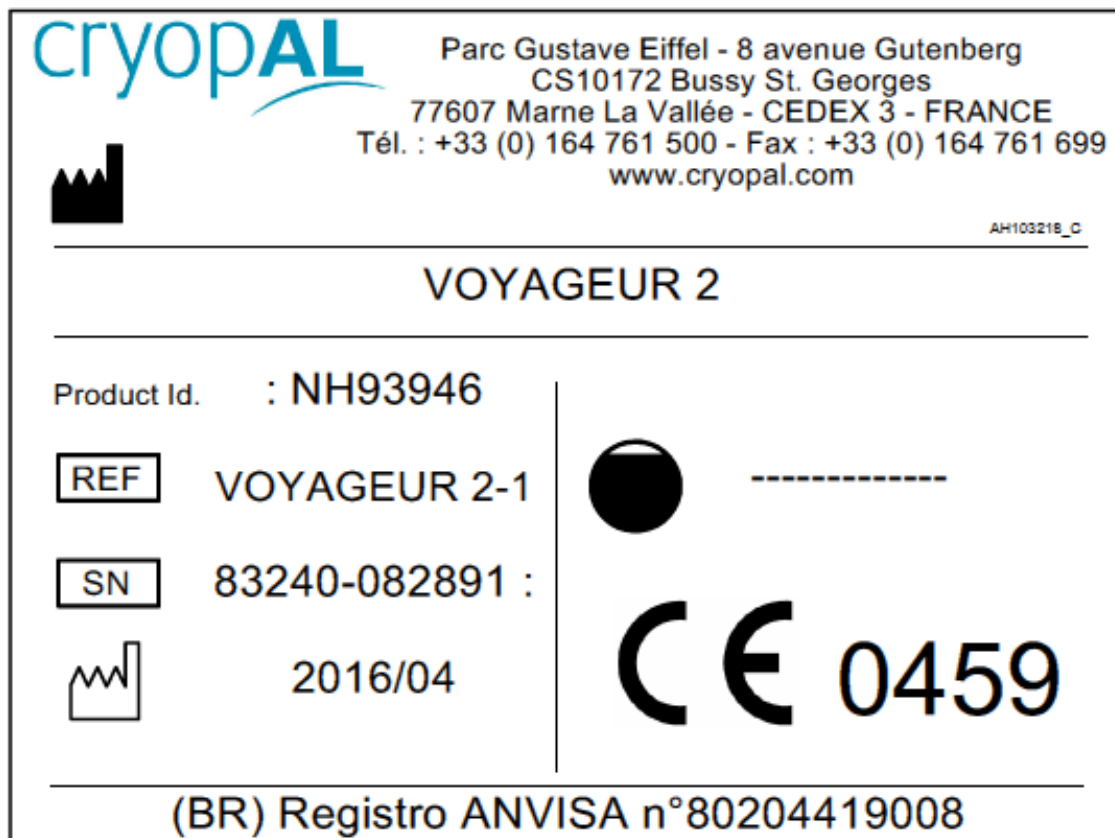 cryopAL
Parc Gustave Eiffel - 8 avenue Gutenberg
CS10172 Bussy St. Georges
77607 Marne La Vallée - CEDEX 3 - FRANCE
Tél. : +33 (0) 164 761 500 - Fax : +33 (0) 164 761 699
www.cryopal.com
AH103218_C
VOYAGEUR 2
Product Id. : NH93946
REF VOYAGEUR 2-1
-------------
SN 83240-082891 :
2016/04
CE 0459
(BR) Registro ANVISA n°80204419008